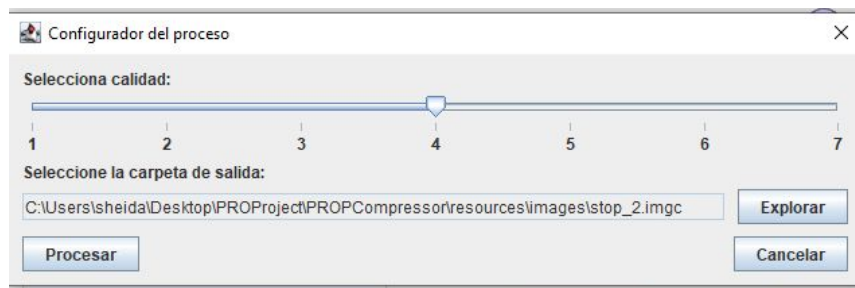 Configurador del proceso
Selecciona calidad:
1 2 3 4 5 6 7
Seleccione la carpeta de salida:
C:\Users\sheida\Desktop\PROProject\PROPCompressor\resources\images\stop_2.imgc Explorar
Procesar Cancelar